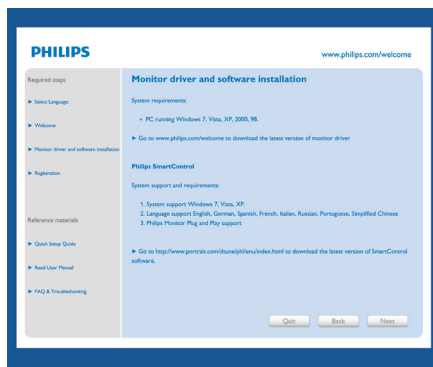 PHILIPS
www.philips.com/welcome
Required steps
Select Language
Welcome
Monitor driver and software installation
Registration
Reference materials
Quick Setup Guide
Read User Manual
FAQ & Troubleshooting
Monitor driver and software installation
System requirements:
• PC running Windows 7, Vista, XP, 2000, 98.
Go to www.philips.com/welcome to download the latest version of monitor driver
Philips SmartControl
System support and requirements:
1. System support Windows 7, Vista, XP.
2. Language support English, German, Spanish, French, Italian, Russian, Portuguese, Simplified Chinese
3. Philips Monitor Plug and Play support
Go to http://www.portrait.com/dtune/phl/enu/index.html to download the latest version of SmartControl
software.
Quit
Back
Next